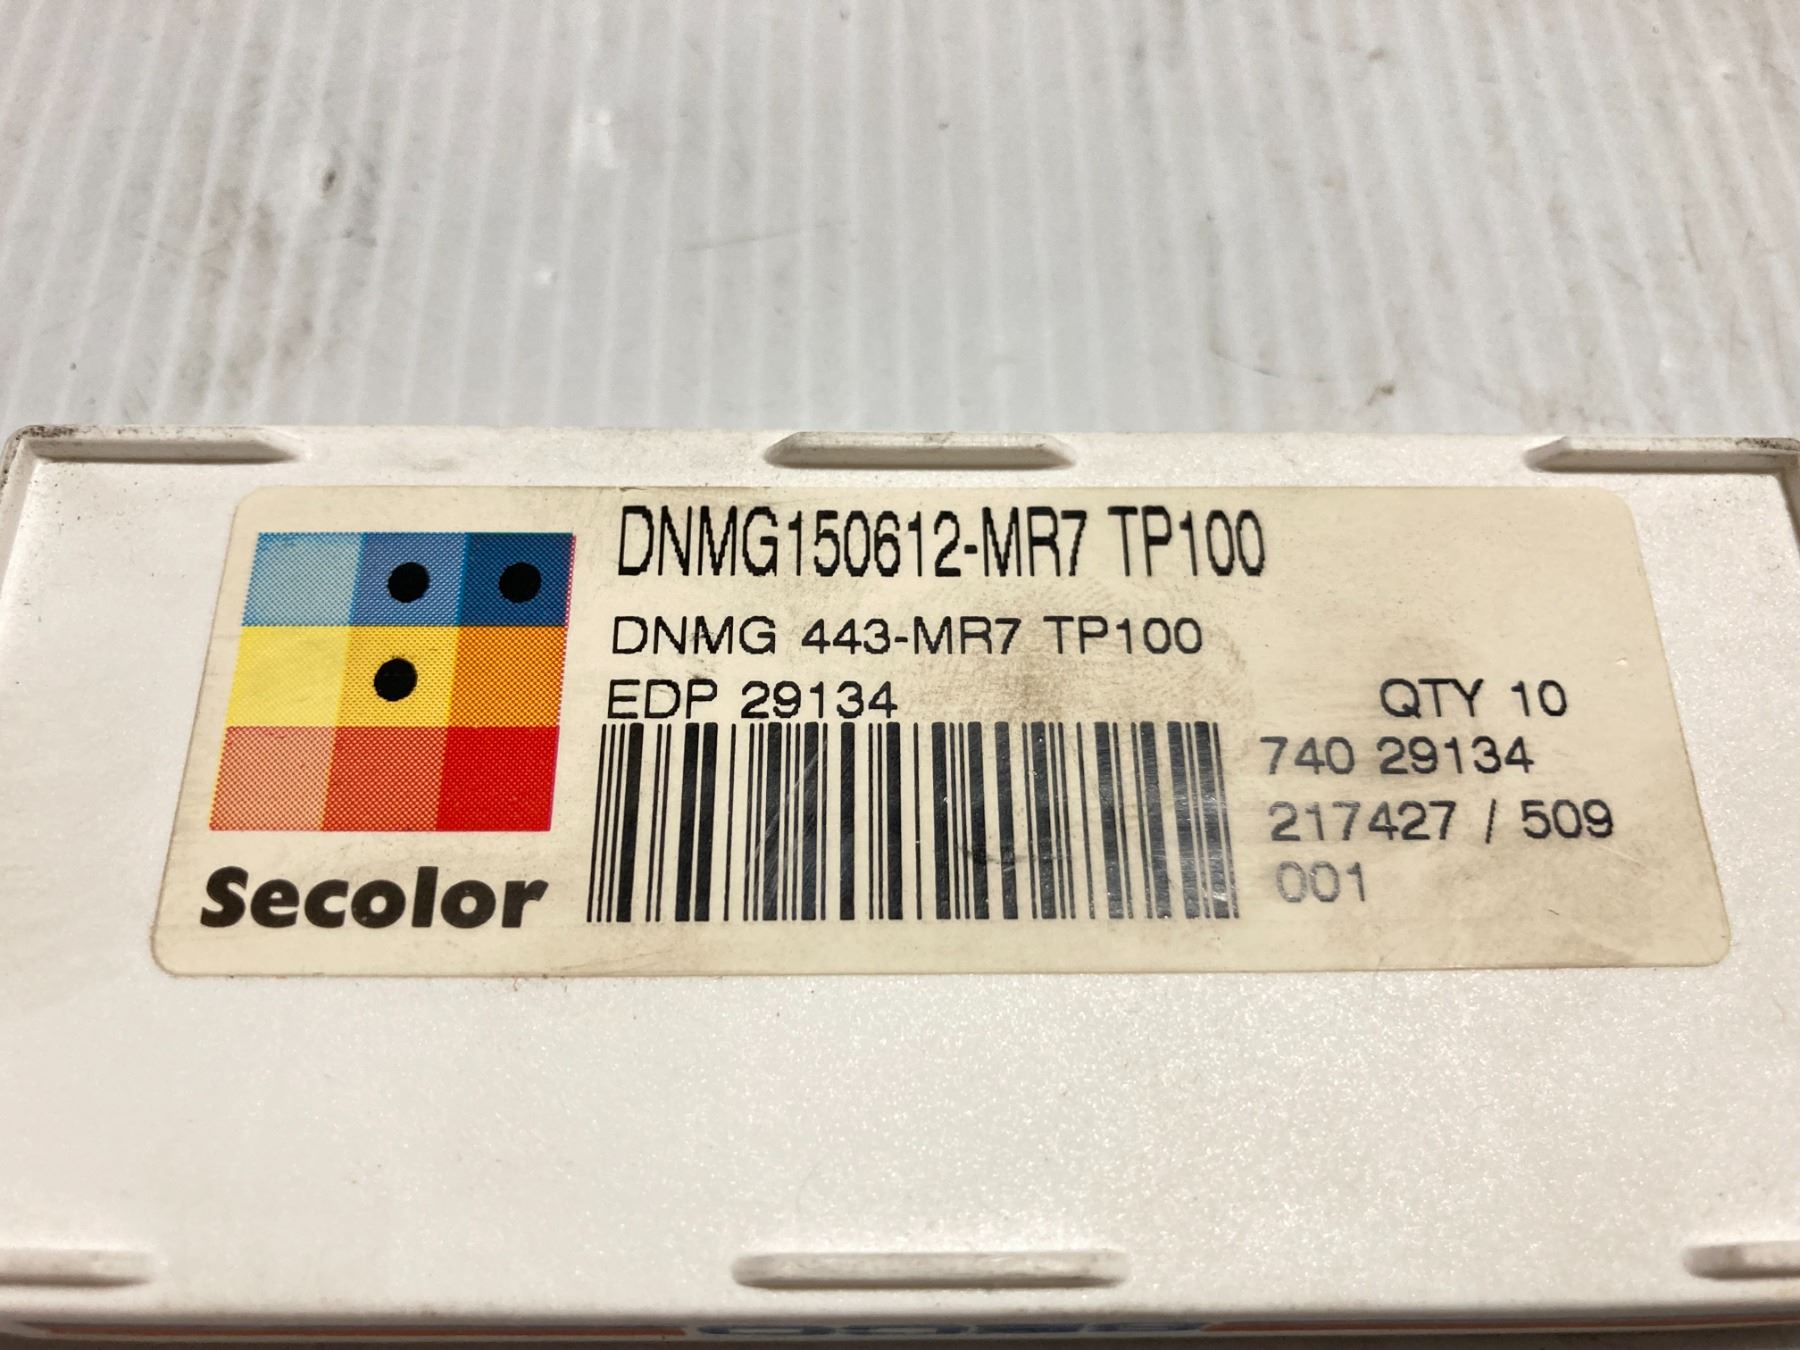 DNMG150612-MR7 TP100
DNMG 443-MR7 TP100
EDP 29134
QTY 10
740 29134
217427 / 509
001
Secolor